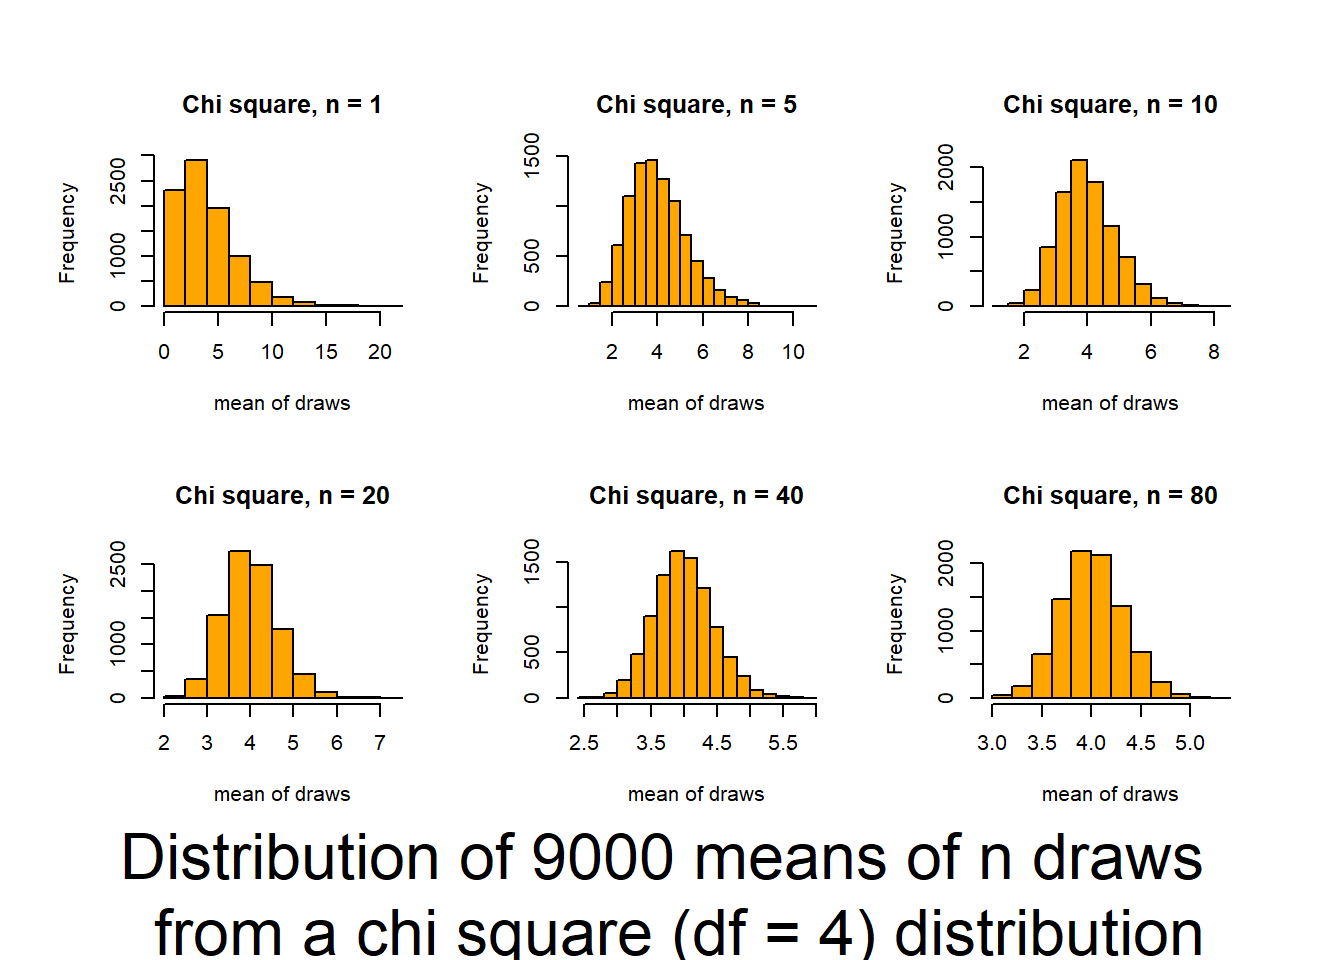 Chi square, n = 1
Frequency
0 1000 2500
0 5 10 15 20
mean of draws
Chi square, n = 5
Frequency
0 500 1500
2 4 6 8 10
mean of draws
Chi square, n = 10
Frequency
0 1000 2000
2 4 6 8
mean of draws
Chi square, n = 20
Frequency
0 1000 2500
2 3 4 5 6 7
mean of draws
Chi square, n = 40
Frequency
0 500 1500
2.5 3.5 4.5 5.5
mean of draws
Chi square, n = 80
Frequency
0 1000 2000
3.0 3.5 4.0 4.5 5.0
mean of draws
Distribution of 9000 means of n draws
from a chi square (df = 4) distribution